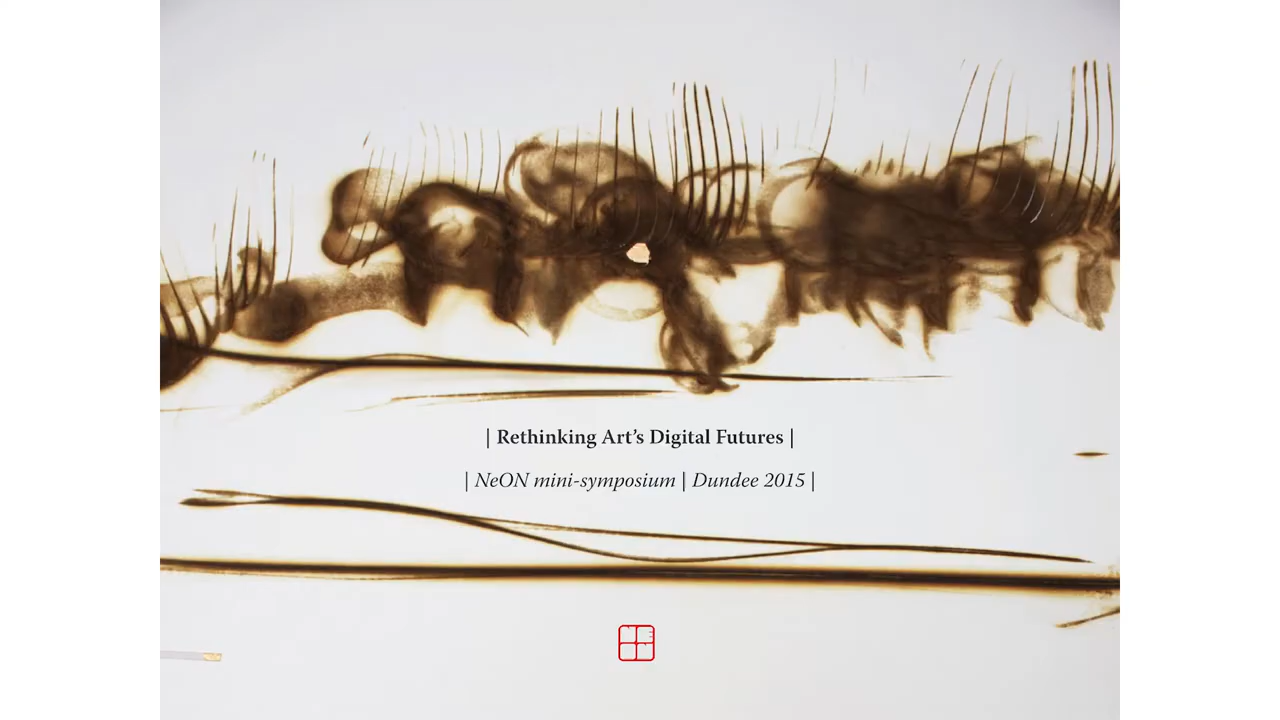 | Rethinking Art’s Digital Futures |
| NeON mini-symposium | Dundee 2015 |